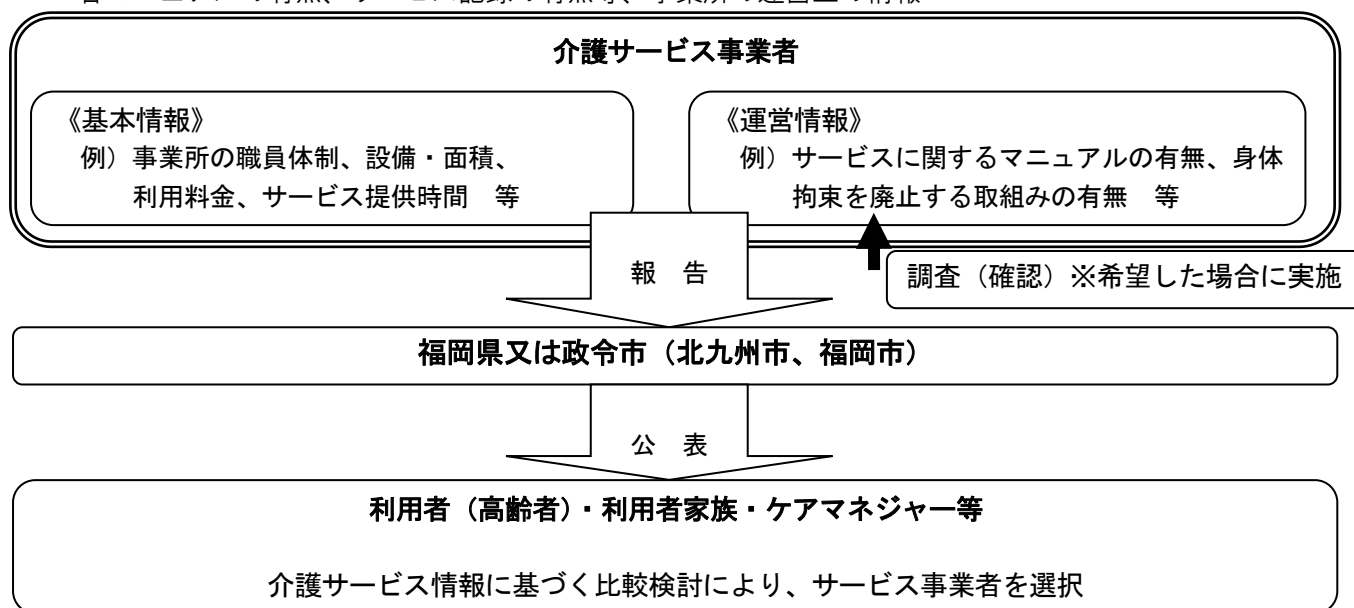 介護サービス事業者
《基本情報》
例）事業所の職員体制、設備・面積、
利用料金、サービス提供時間　等
《運営情報》
例）サービスに関するマニュアルの有無、身体
拘束を廃止する取組みの有無　等
報　告
調査（確認）※希望した場合に実施
福岡県又は政令市（北九州市、福岡市）
公　表
利用者（高齢者）・利用者家族・ケアマネジャー等
介護サービス情報に基づく比較検討により、サービス事業者を選択